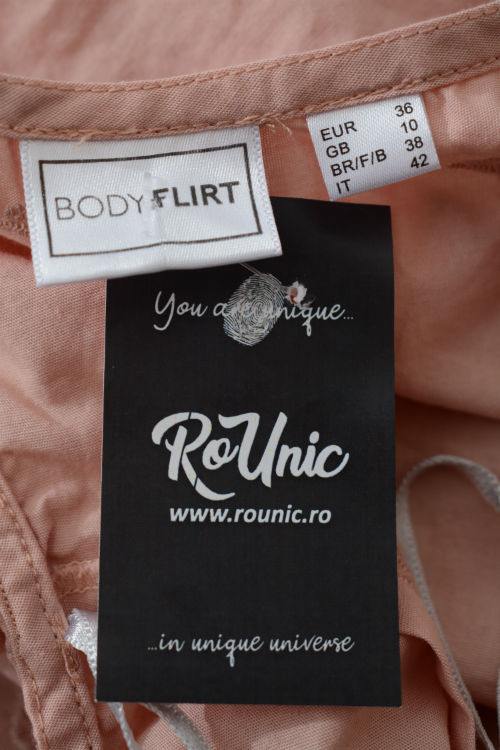 BODY FLIRT
EUR 36
GB 10
BR/F/B 38
IT 42
You are unique...
RoUnic
www.rounic.ro
...in unique universe